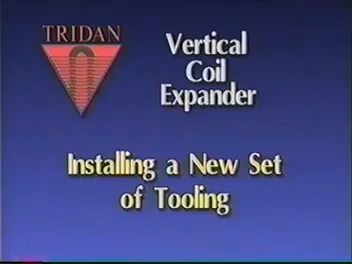 TRIDAN
Vertical
Coil
Expander
Installing a New Set
of Tooling